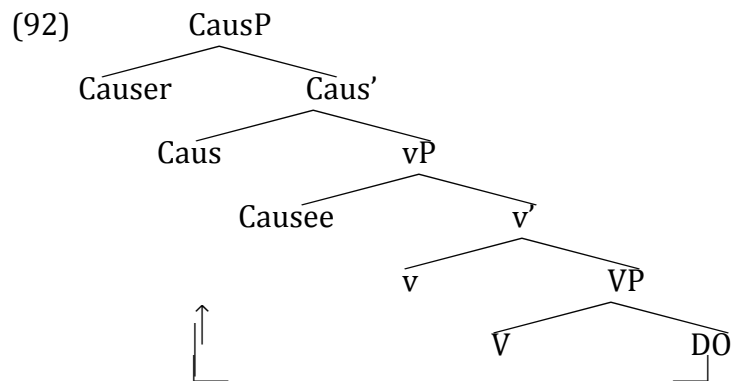 (92) CausP
Causer Caus’
Caus vP
Causee v’
v VP
V DO